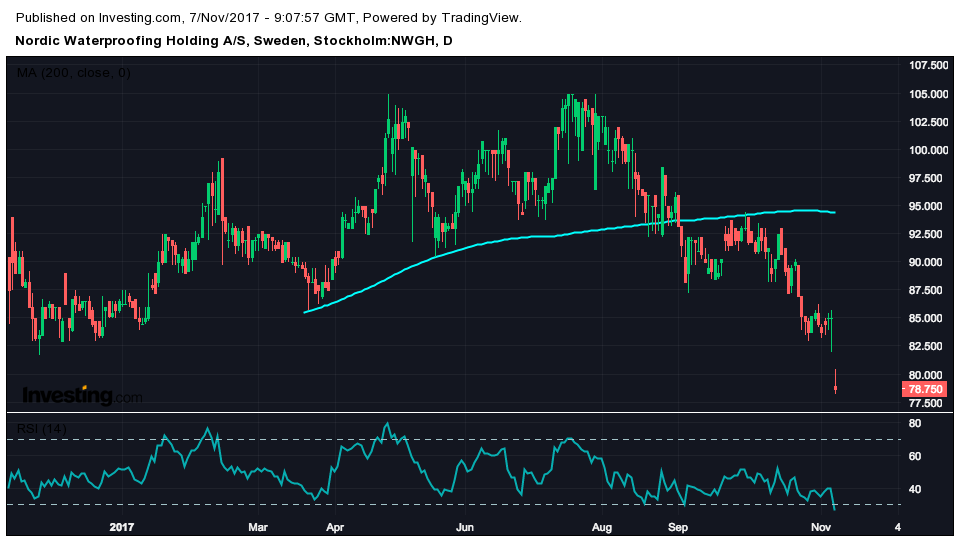 Published on Investing.com, 7/Nov/2017 - 9:07:57 GMT, Powered by TradingView.
Nordic Waterproofing Holding A/S, Sweden, Stockholm:NWGH, D
MA (200, close, 0)
107.500
105.000
102.500
100.000
97.500
95.000
92.500
90.000
87.500
85.000
82.500
80.000
78.750
77.500
Investing.com
RSI (14)
80
60
40
2017 Mar Apr Jun Aug Sep Nov 4